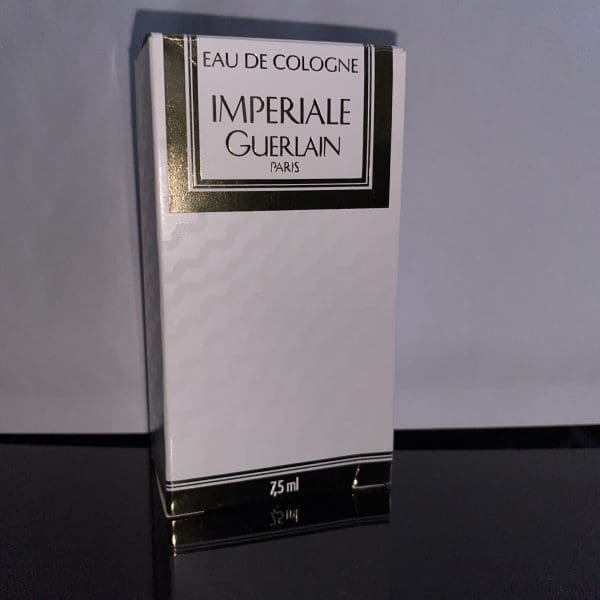 EAU DE COLOGNE
IMPERIALE
GUERLAIN
PARIS
7,5 ml